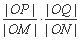 |OP| / |OM| · |OQ| / |ON|